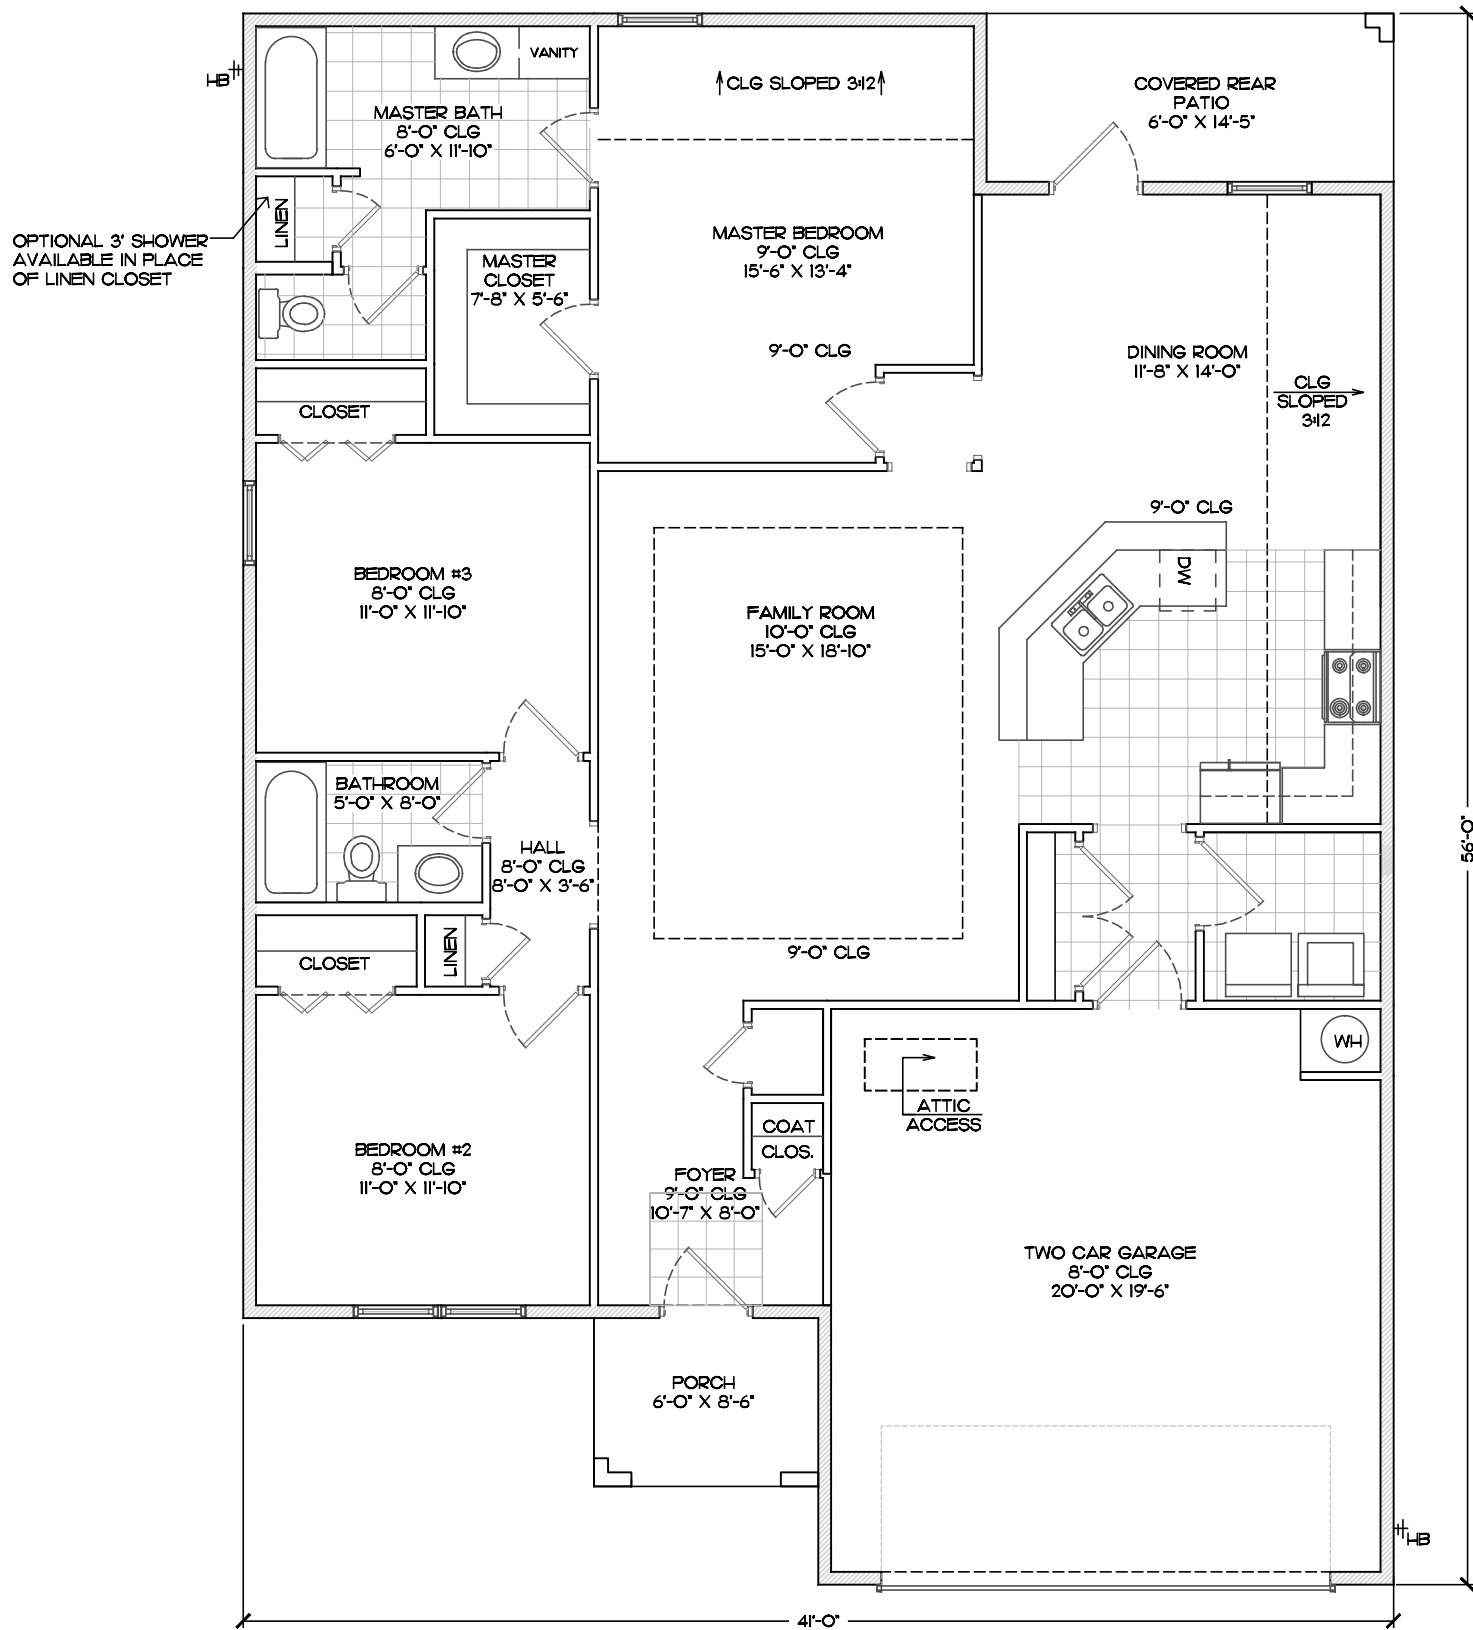 VANITY
HB
MASTER BATH
8'-0" CLG
6'-0" X 11'-10"
CLG SLOPED 3:12
COVERED REAR
PATIO
6'-0" X 14'-5"
LINEN
OPTIONAL 3' SHOWER
AVAILABLE IN PLACE
OF LINEN CLOSET
MASTER
CLOSET
7'-8" X 5'-6"
MASTER BEDROOM
9'-0" CLG
15'-6" X 13'-4"
9'-0" CLG
DINING ROOM
11'-8" X 14'-0"
CLG
SLOPED
3:12
CLOSET
9'-0" CLG
DW
BEDROOM #3
8'-0" CLG
11'-0" X 11'-10"
FAMILY ROOM
10'-0" CLG
15'-0" X 18'-10"
BATHROOM
5'-0" X 8'-0"
HALL
8'-0" CLG
8'-0" X 3'-6"
56'-0"
CLOSET
LINEN
9'-0" CLG
WH
ATTIC
ACCESS
COAT
CLOS.
BEDROOM #2
8'-0" CLG
11'-0" X 11'-10"
FOYER
9'-0" CLG
10'-7" X 8'-0"
TWO CAR GARAGE
8'-0" CLG
20'-0" X 19'-6"
PORCH
6'-0" X 8'-6"
HB
41'-0"